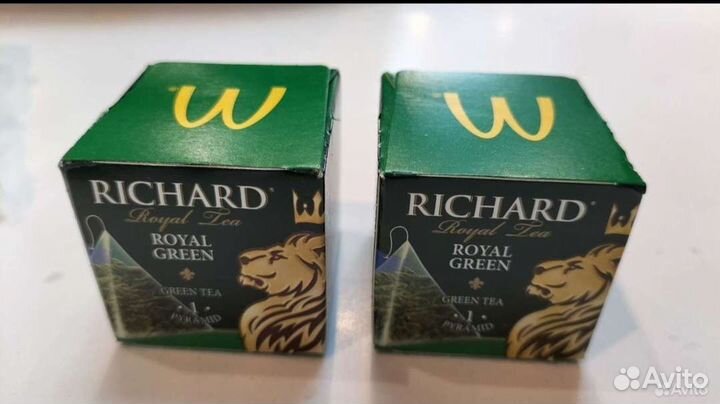 RICHARD®
Royal Tea
ROYAL
GREEN
GREEN TEA
1
PYRAMID
RICHARD®
Royal Tea
ROYAL
GREEN
GREEN TEA
1
PYRAMID
Avito
Avito